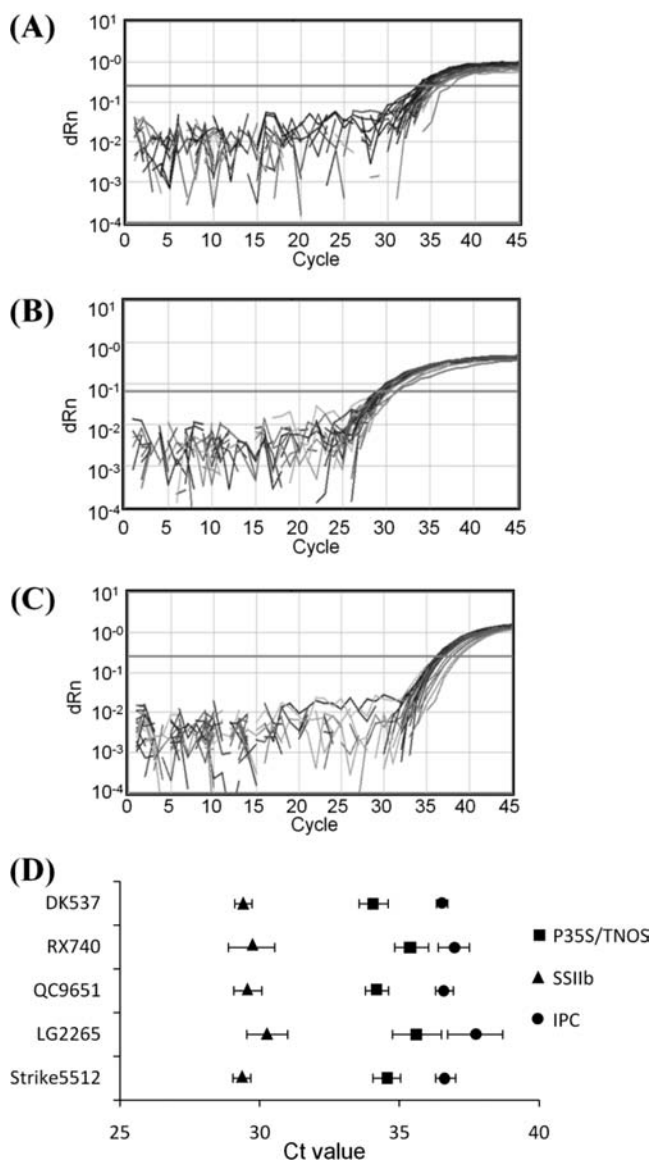 (A)
10¹
10⁻⁰
10⁻¹
10⁻²
10⁻³
10⁻⁴
dRn
0 5 10 15 20 25 30 35 40 45
Cycle
(B)
10¹
10⁻⁰
10⁻¹
10⁻²
10⁻³
10⁻⁴
dRn
0 5 10 15 20 25 30 35 40 45
Cycle
(C)
10¹
10⁻⁰
10⁻¹
10⁻²
10⁻³
10⁻⁴
dRn
0 5 10 15 20 25 30 35 40 45
Cycle
(D)
DK537
RX740
QC9651
LG2265
Strike5512
P35S/TNOS
SSIIb
IPC
25 30 35 40
Ct value